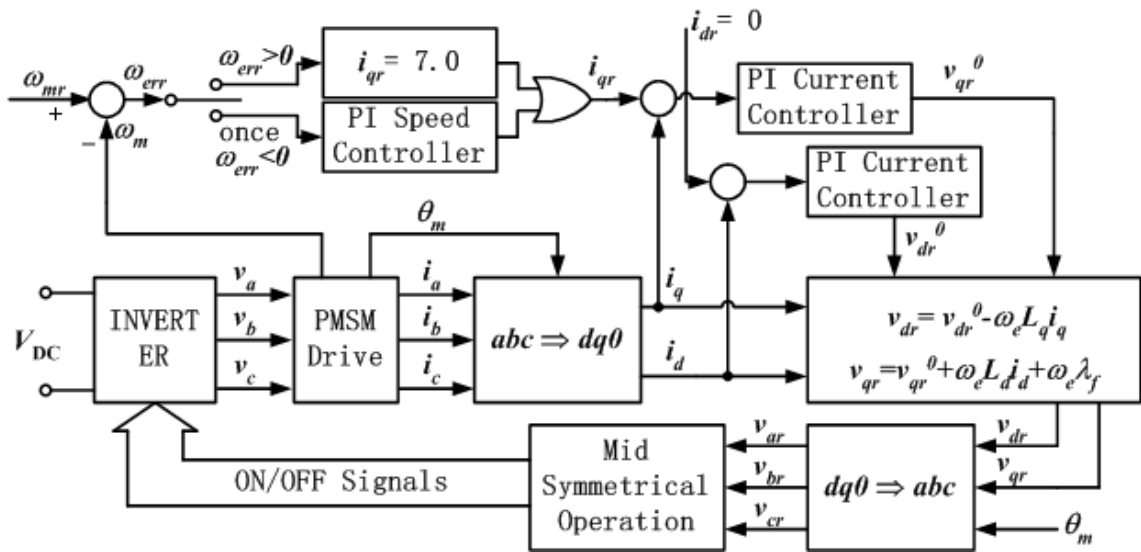 i_dr = 0
ω_err>0
i_qr = 7.0
i_qr
PI Current
Controller
v_qr^0
ω_mr
+
ω_err
ω_m
−
once
ω_err<0
PI Speed
Controller
PI Current
Controller
v_dr^0
θ_m
V_DC
INVERT
ER
v_a
v_b
v_c
PMSM
Drive
i_a
i_b
i_c
abc ⇒ dq0
i_q
i_d
v_dr = v_dr^0-ω_e L_q i_q
v_qr=v_qr^0+ω_e L_d i_d+ω_e λ_f
ON/OFF Signals
Mid
Symmetrical
Operation
v_ar
v_br
v_cr
dq0 ⇒ abc
v_dr
v_qr
θ_m